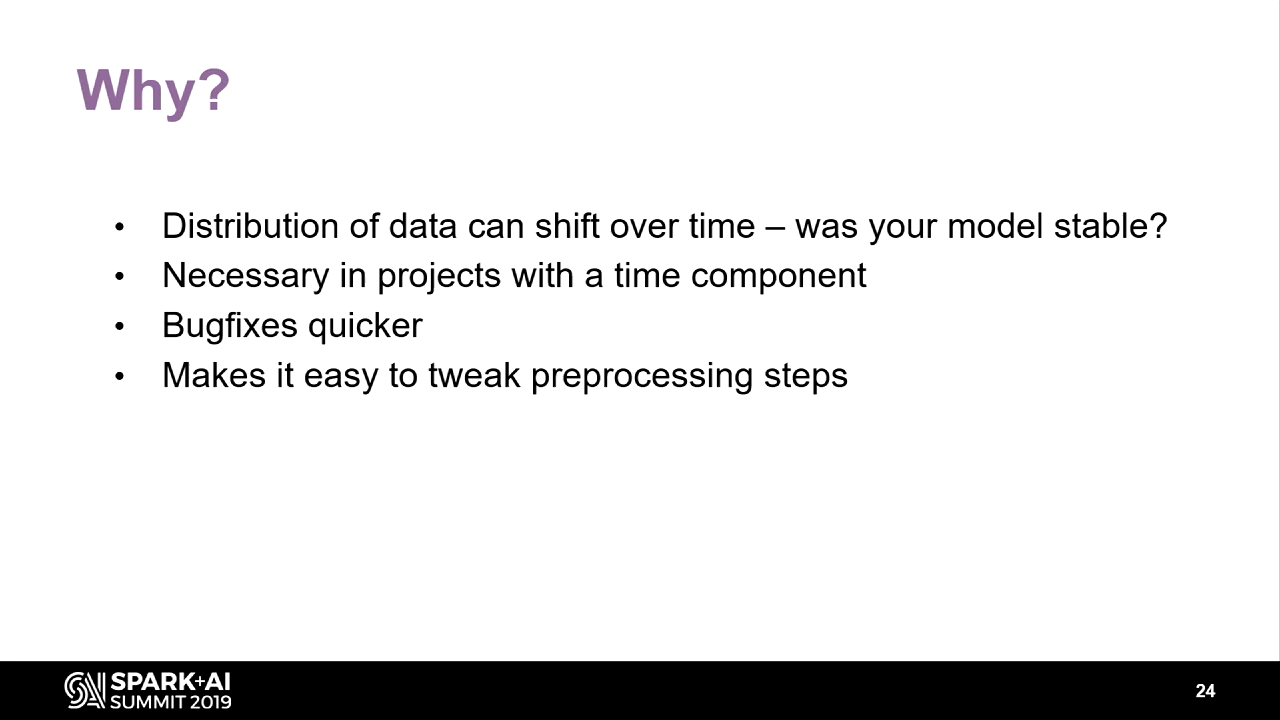 Why?
• Distribution of data can shift over time – was your model stable?
• Necessary in projects with a time component
• Bugfixes quicker
• Makes it easy to tweak preprocessing steps
SPARK+AI
SUMMIT 2019
24